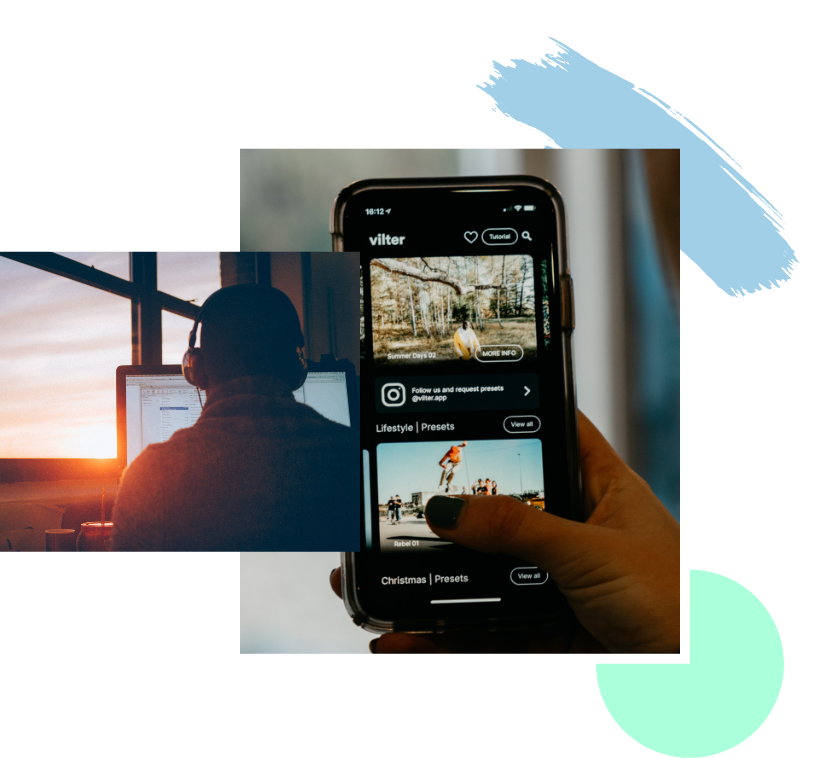 16:12
vilter
Tutorial
Summer Days 02
MORE INFO
Follow us and request presets
@vilter.app
Lifestyle | Presets
View all
Rebel 01
Christmas | Presets
View all